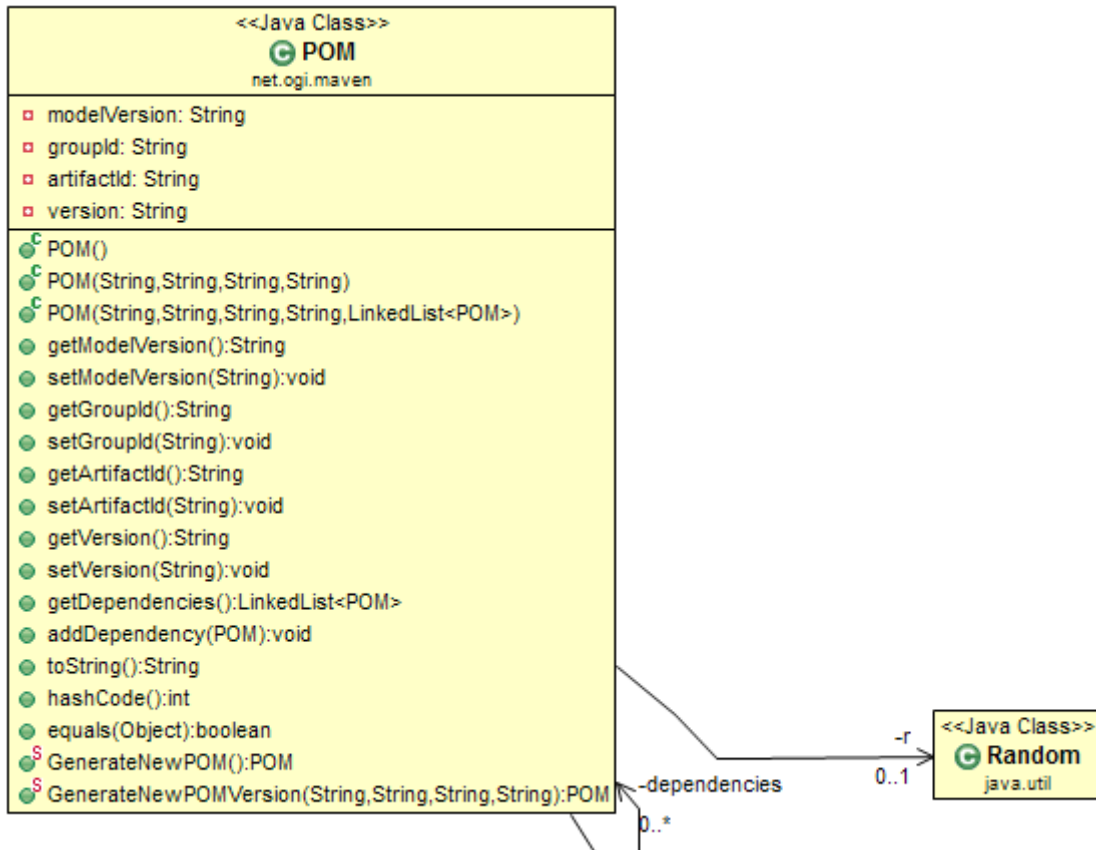 <<Java Class>>
C POM
net.ogi.maven
modelVersion: String
groupId: String
artifactId: String
version: String
C POM()
C POM(String,String,String,String)
C POM(String,String,String,String,LinkedList<POM>)
getModelVersion():String
setModelVersion(String):void
getGroupId():String
setGroupId(String):void
getArtifactId():String
setArtifactId(String):void
getVersion():String
setVersion(String):void
getDependencies():LinkedList<POM>
addDependency(POM):void
toString():String
hashCode():int
equals(Object):boolean
S GenerateNewPOM():POM
S GenerateNewPOMVersion(String,String,String,String):POM
-dependencies
0..*
-r
0..1
<<Java Class>>
C Random
java.util